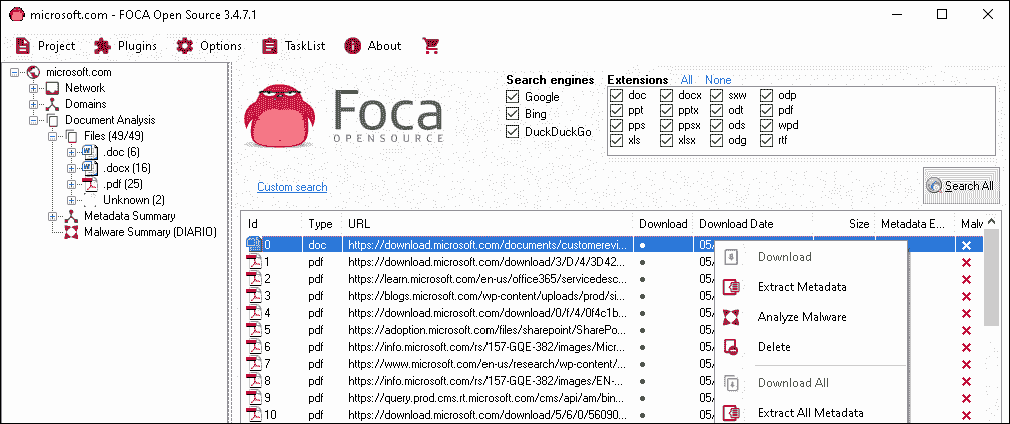 microsoft.com - FOCA Open Source 3.4.7.1
Project Plugins Options TaskList About
microsoft.com
Network
Domains
Document Analysis
Files (49/49)
.doc (6)
.docx (16)
.pdf (25)
Unknown (2)
Metadata Summary
Malware Summary (DIARIO)
Foca
OPENSOURCE
Search engines
Google
Bing
DuckDuckGo
Extensions All None
doc docx sxw odp
ppt pptx odt pdf
pps ppsx ods wpd
xls xlsx odg rtf
Custom search
Search All
Id Type URL Download Download Date Size Metadata E... Malw
0 doc https://download.microsoft.com/documents/customerevi... ● 05/
1 pdf https://download.microsoft.com/download/3/D/4/3D42... ● 05/
2 pdf https://learn.microsoft.com/en-us/office365/servicedesc... ● 05/
3 pdf https://blogs.microsoft.com/wp-content/uploads/prod/si... ● 05/
4 pdf https://download.microsoft.com/download/0/f/4/0f4c1b... ● 05/
5 pdf https://adoption.microsoft.com/files/sharepoint/SharePo... ● 05/
6 pdf https://info.microsoft.com/rs/157-GQE-382/images/Micr... ● 05/
7 pdf https://www.microsoft.com/en-us/research/wp-content/... ● 05/
8 pdf https://info.microsoft.com/rs/157-GQE-382/images/EN-... ● 05/
9 pdf https://query.prod.cms.rt.microsoft.com/cms/api/am/bin... ● 05/
10 pdf https://download.microsoft.com/download/5/6/0/56090... ● 05/
Download
Extract Metadata
Analyze Malware
Delete
Download All
Extract All Metadata